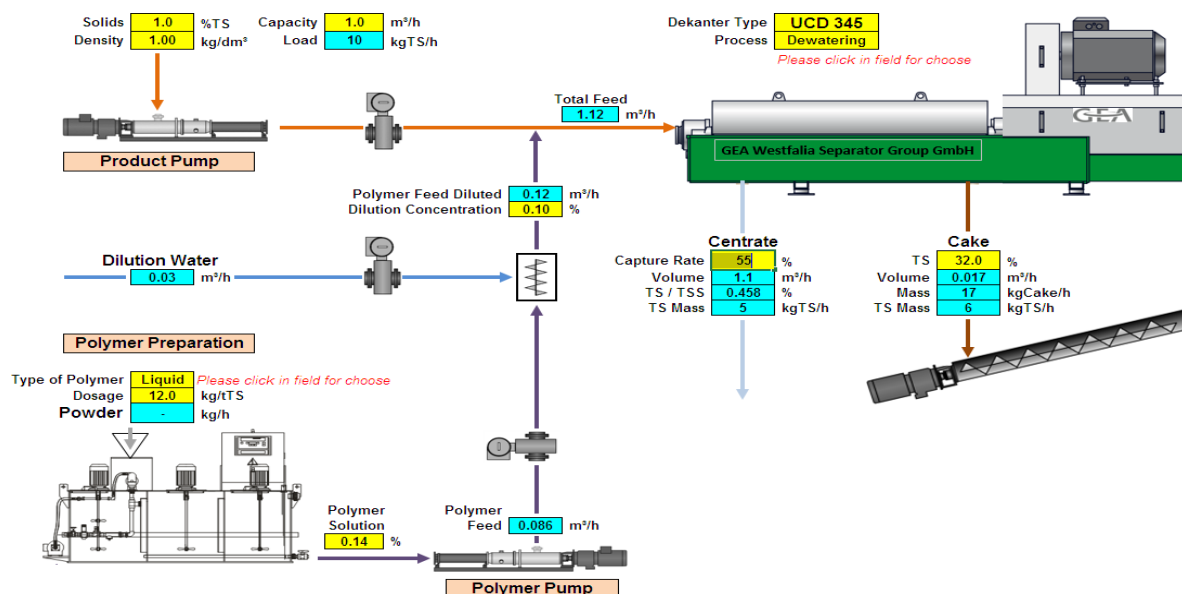 Solids 1.0 %TS Capacity 1.0 m³/h
Density 1.00 kg/dm³ Load 10 kgTS/h
Dekanter Type UCD 345
Process Dewatering
Please click in field for choose
Total Feed
1.12 m³/h
GEA
GEA Westfalia Separator Group GmbH
Product Pump
Polymer Feed Diluted 0.12 m³/h
Dilution Concentration 0.10 %
Dilution Water
0.03 m³/h
Centrate
Capture Rate 55 %
Volume 1.1 m³/h
TS / TSS 0.458 %
TS Mass 5 kgTS/h
Cake
TS 32.0 %
Volume 0.017 m³/h
Mass 17 kgCake/h
TS Mass 6 kgTS/h
Polymer Preparation
Type of Polymer Liquid Please click in field for choose
Dosage 12.0 kg/tTS
Powder - kg/h
Polymer
Solution
0.14 %
Polymer
Feed 0.086 m³/h
Polymer Pump